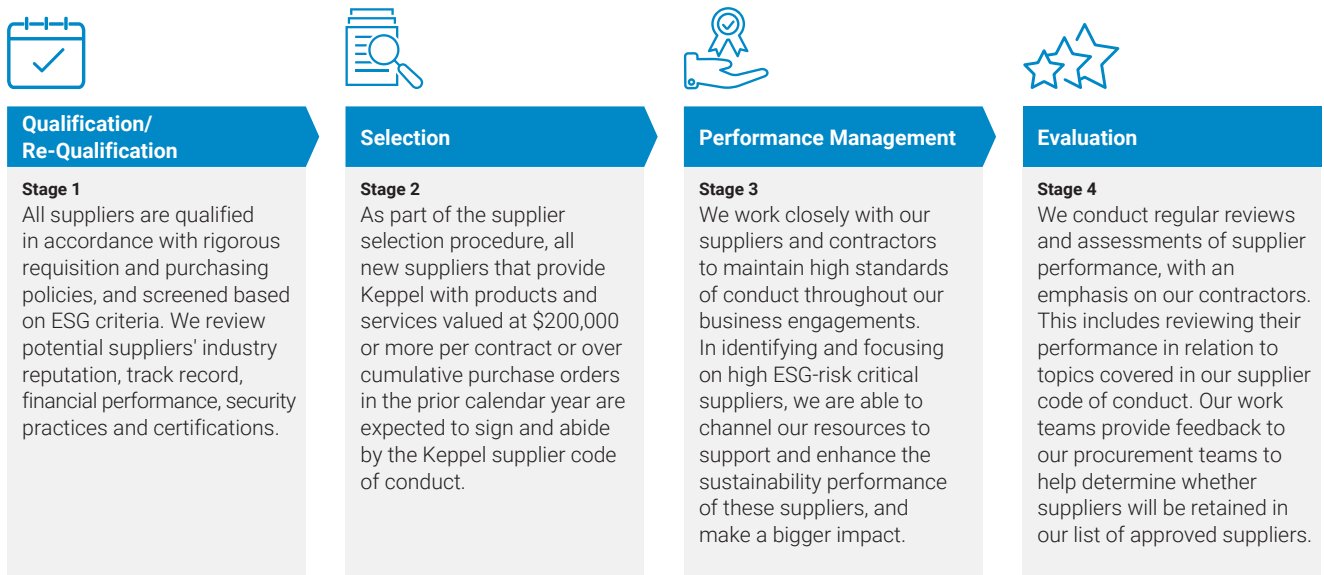 Qualification/
Re-Qualification
Stage 1
All suppliers are qualified
in accordance with rigorous
requisition and purchasing
policies, and screened based
on ESG criteria. We review
potential suppliers' industry
reputation, track record,
financial performance, security
practices and certifications.
Selection
Stage 2
As part of the supplier
selection procedure, all
new suppliers that provide
Keppel with products and
services valued at $200,000
or more per contract or over
cumulative purchase orders
in the prior calendar year are
expected to sign and abide
by the Keppel supplier code
of conduct.
Performance Management
Stage 3
We work closely with our
suppliers and contractors
to maintain high standards
of conduct throughout our
business engagements.
In identifying and focusing
on high ESG-risk critical
suppliers, we are able to
channel our resources to
support and enhance the
sustainability performance
of these suppliers, and
make a bigger impact.
Evaluation
Stage 4
We conduct regular reviews
and assessments of supplier
performance, with an
emphasis on our contractors.
This includes reviewing their
performance in relation to
topics covered in our supplier
code of conduct. Our work
teams provide feedback to
our procurement teams to
help determine whether
suppliers will be retained in
our list of approved suppliers.